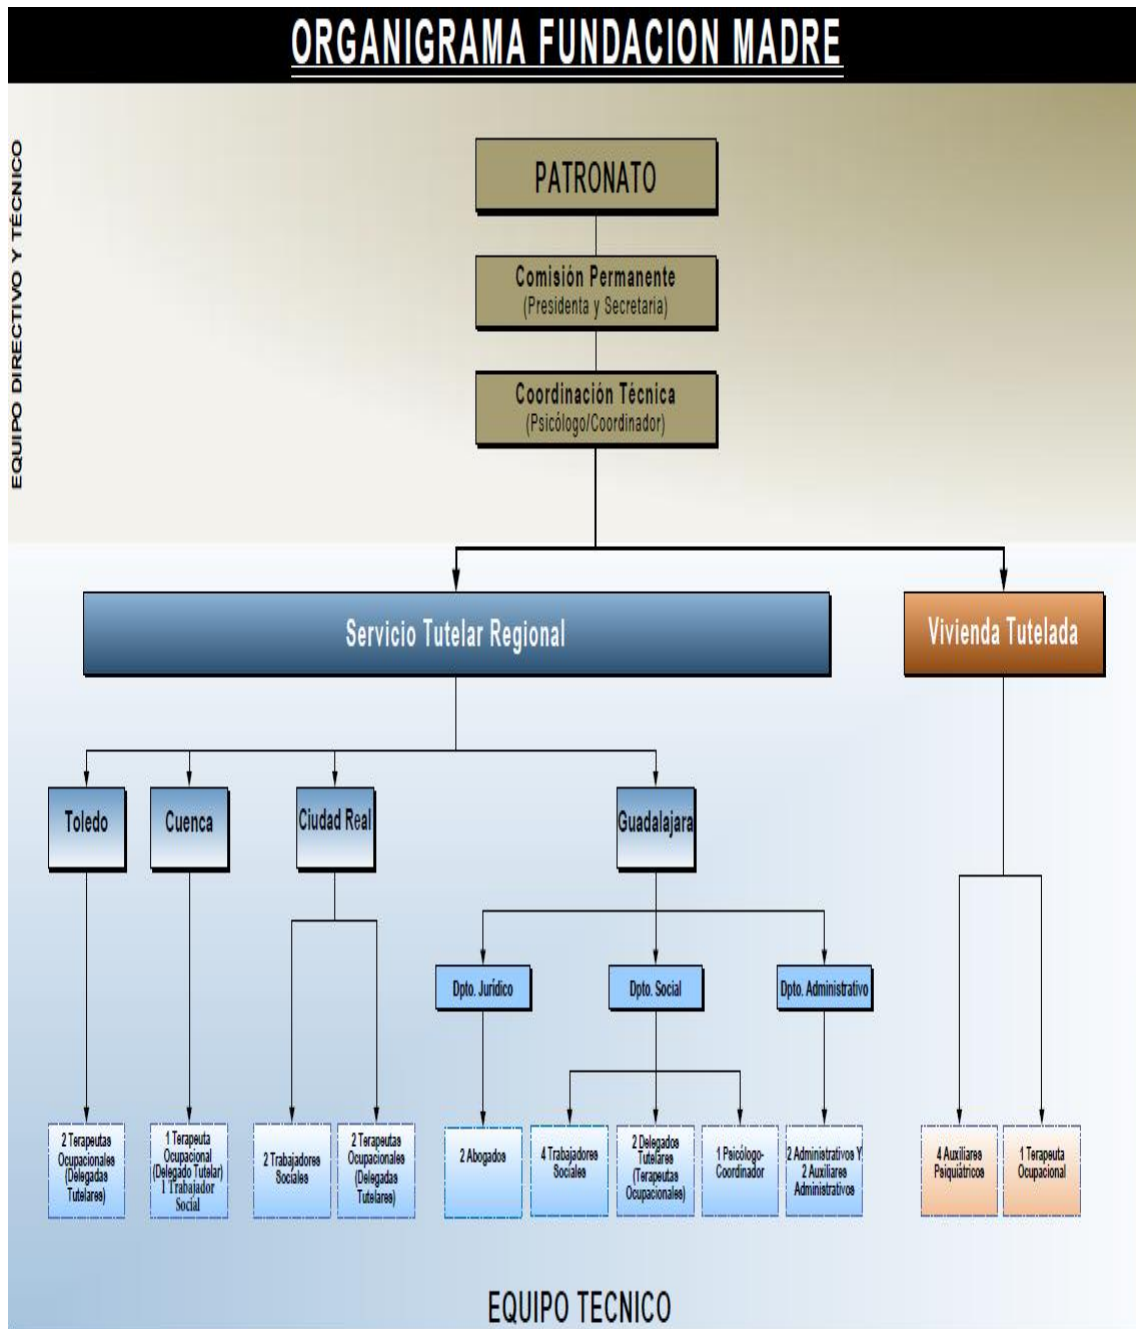 ORGANIGRAMA FUNDACION MADRE
EQUIPO DIRECTIVO Y TÉCNICO
PATRONATO
Comisión Permanente
(Presidenta y Secretaria)
Coordinación Técnica
(Psicólogo/Coordinador)
Servicio Tutelar Regional
Vivienda Tutelada
Toledo
Cuenca
Ciudad Real
Guadalajara
Dpto. Jurídico
Dpto. Social
Dpto. Administrativo
2 Terapeutas
Ocupacionales
(Delegadas
Tutelares)
1 Terapeuta
Ocupacional
(Delegado Tutelar)
1 Trabajador
Social
2 Trabajadores
Sociales
2 Terapeutas
Ocupacionales
(Delegadas
Tutelares)
2 Abogados
4 Trabajadores
Sociales
2 Delegados
Tutelares
(Terapeutas
Ocupacionales)
1 Psicólogo-
Coordinador
2 Administrativos Y
2 Auxiliares
Administrativos
4 Auxiliares
Psiquiátricos
1 Terapeuta
Ocupacional
EQUIPO TECNICO